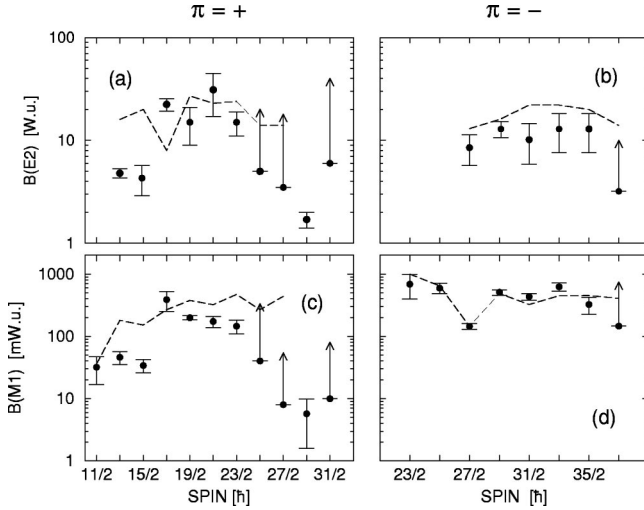 π = +
π = −
B(E2) [W.u.]
100
10
1
(a)
(b)
B(M1) [mW.u.]
1000
100
10
1
(c)
(d)
11/2 15/2 19/2 23/2 27/2 31/2
23/2 27/2 31/2 35/2
SPIN [ħ]
SPIN [ħ]